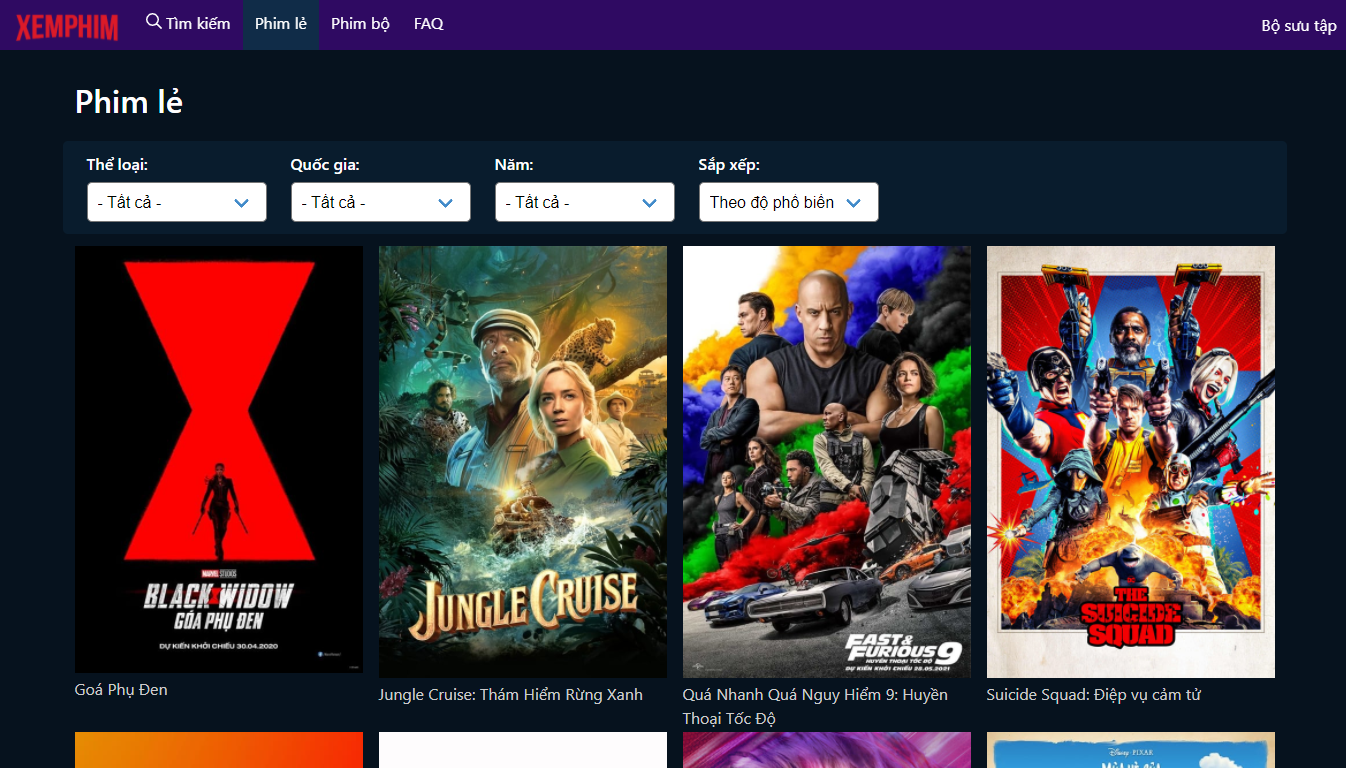 XEMPHIM
Tìm kiếm
Phim lẻ
Phim bộ
FAQ
Bộ sưu tập
Phim lẻ
Thể loại:
Quốc gia:
Năm:
Sắp xếp:
- Tất cả -
- Tất cả -
- Tất cả -
Theo độ phổ biến
MARVEL STUDIOS
BLACK WIDOW
GÓA PHỤ ĐEN
DỰ KIẾN KHỞI CHIẾU 30.04.2020
JUNGLE CRUISE
FAST &
FURIOUS 9
HUYỀN THOẠI TỐC ĐỘ
DỰ KIẾN KHỞI CHIẾU 28.05.2021
THE
SUICIDE
SQUAD
Goá Phụ Đen
Jungle Cruise: Thám Hiểm Rừng Xanh
Quá Nhanh Quá Nguy Hiểm 9: Huyền
Thoại Tốc Độ
Suicide Squad: Điệp vụ cảm tử
Disney · PIXAR